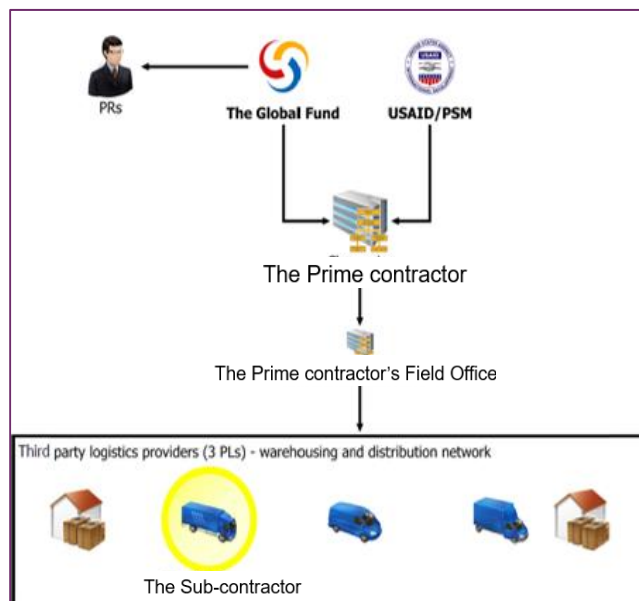 PRs
The Global Fund
USAID/PSM
USAID
The Prime contractor
The Prime contractor's Field Office
Third party logistics providers (3 PLs) - warehousing and distribution network
The Sub-contractor